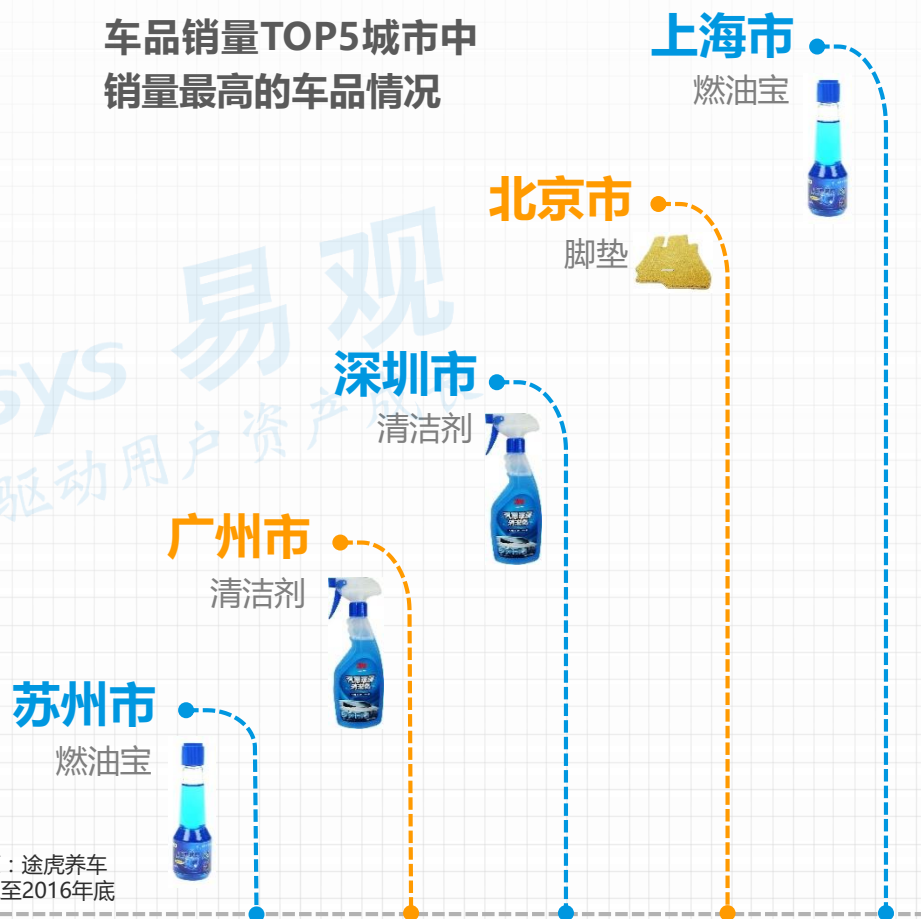 车品销量TOP5城市中
销量最高的车品情况
上海市
燃油宝
北京市
脚垫
易观
sys
深圳市
清洁剂
驱动用户资产成长
广州市
清洁剂
苏州市
燃油宝
：途虎养车
至2016年底